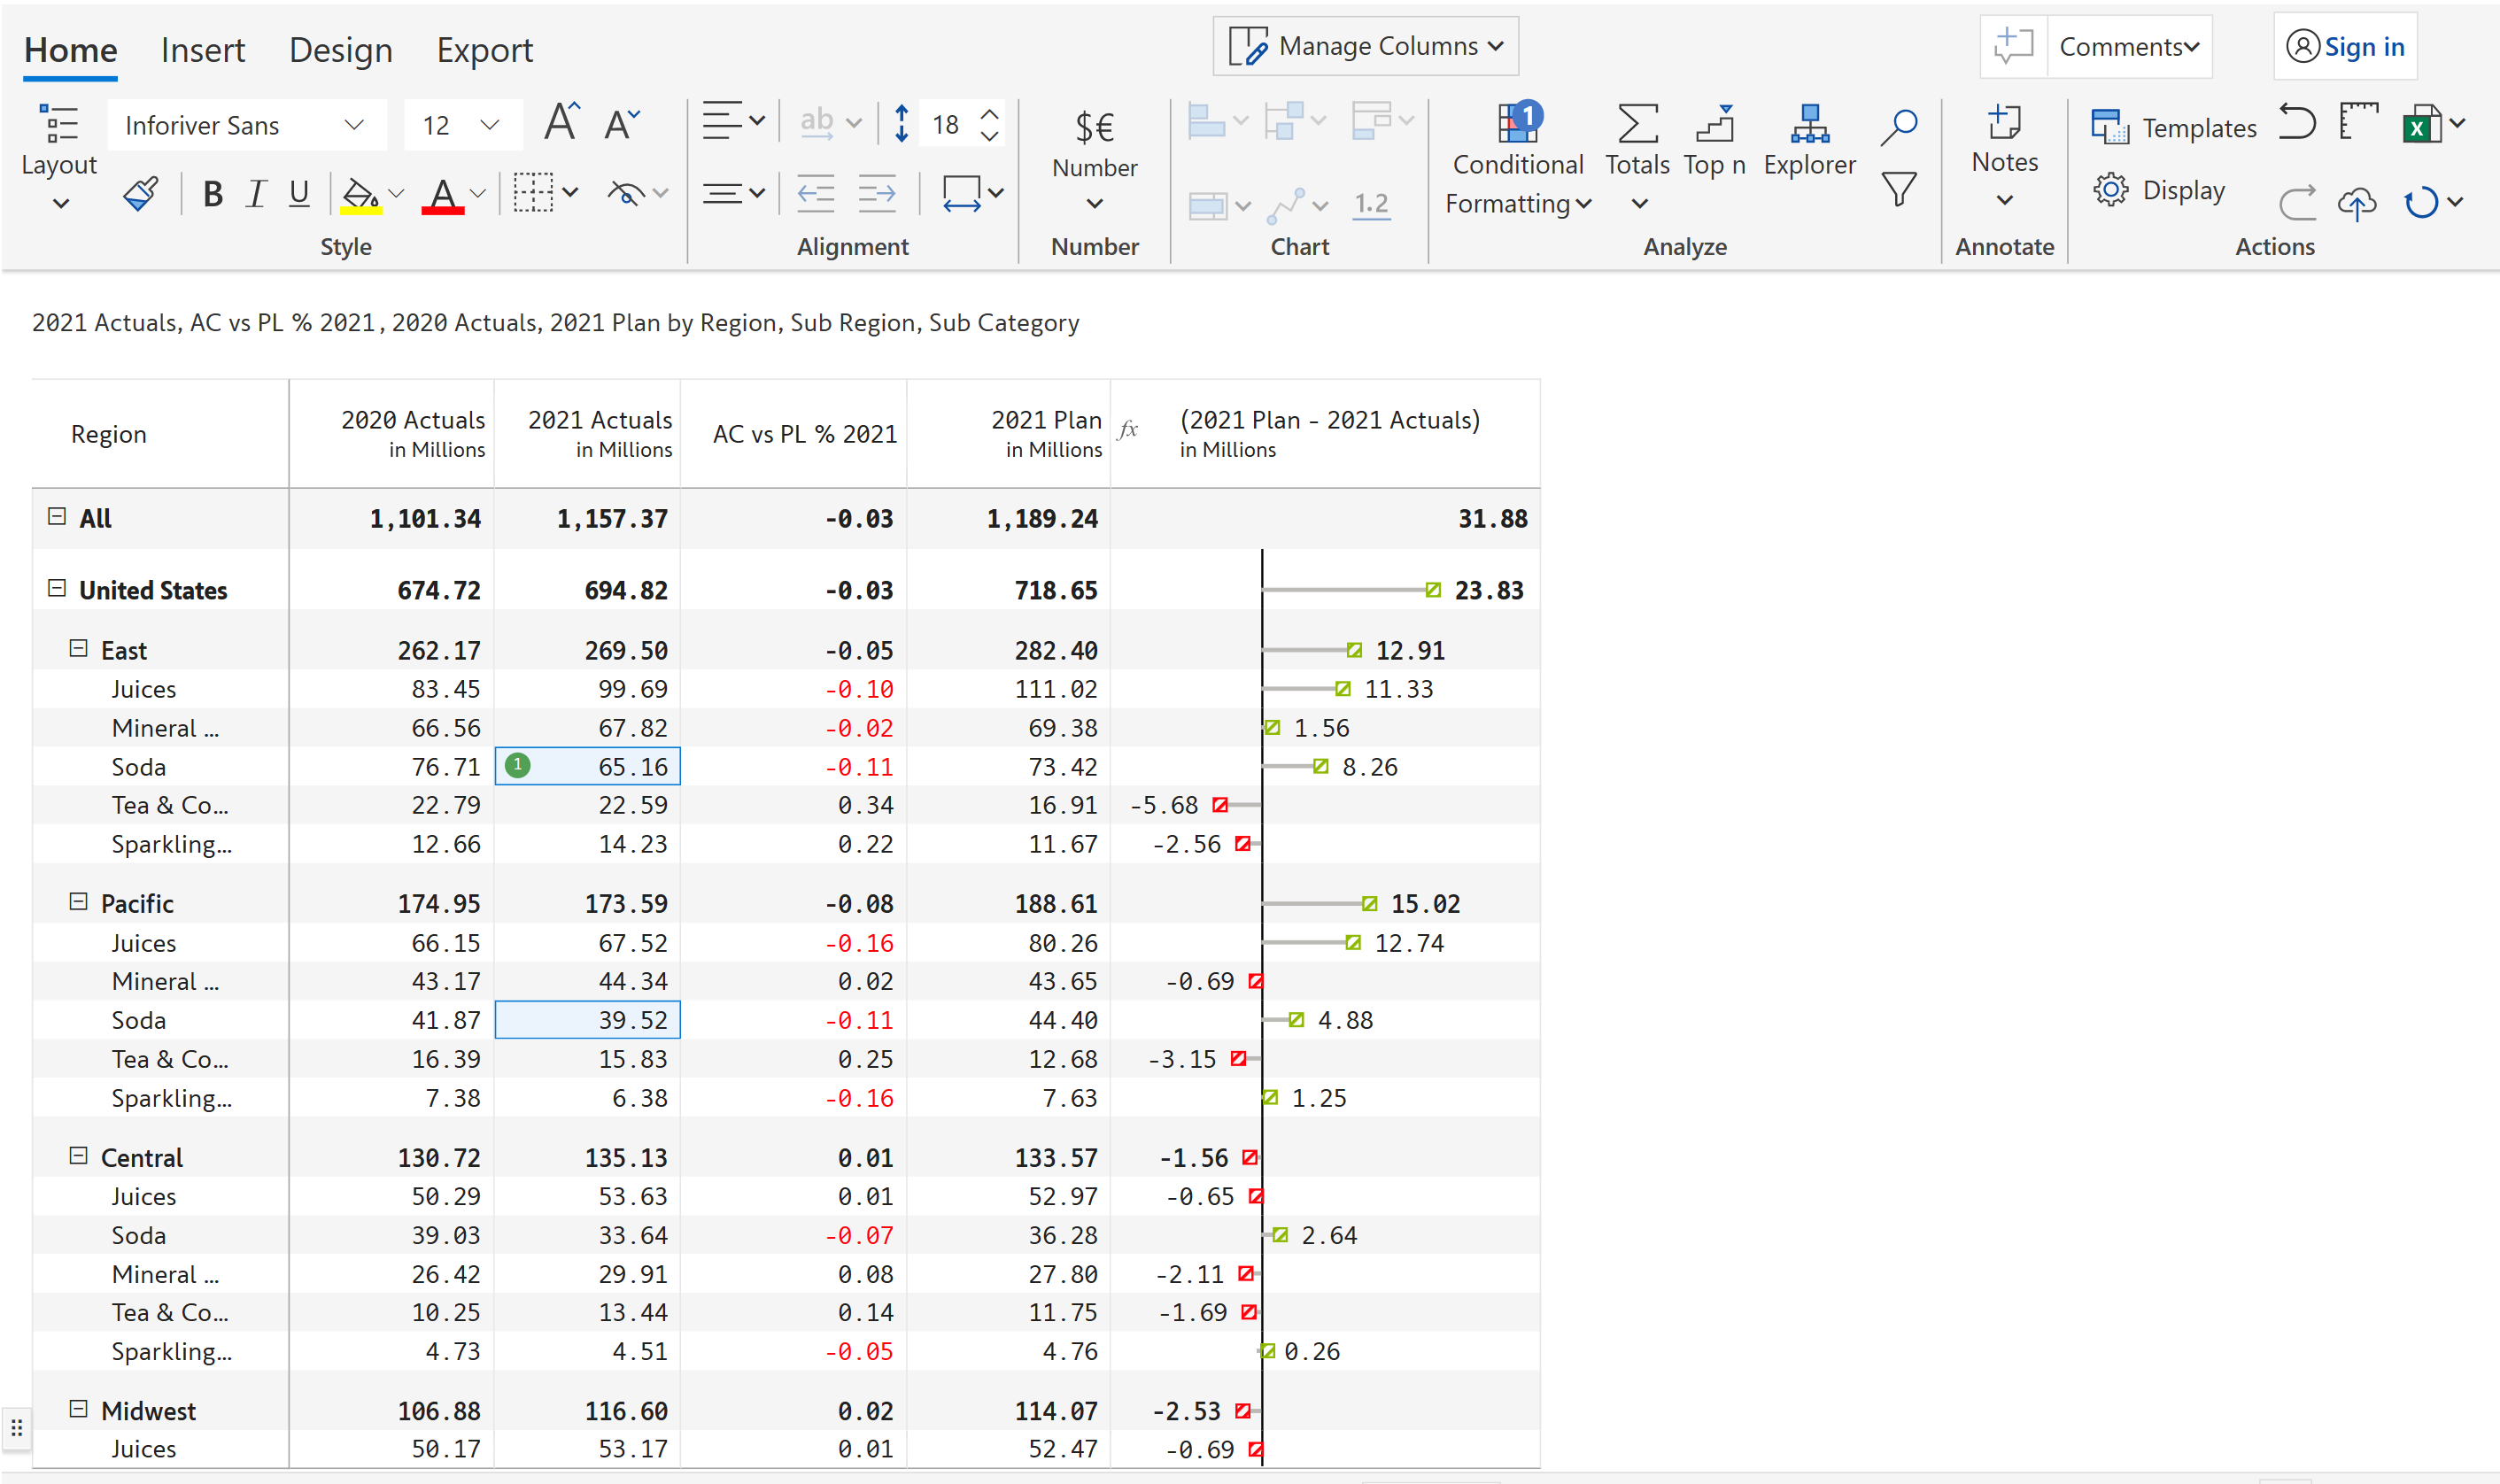 Home Insert Design Export Manage Columns Comments Sign in
Inforiver Sans 12 ab 18 $€ 1 Templates
Layout Number Conditional Totals Top n Explorer Notes
B I U A 1.2 Formatting Display X
Style Alignment Number Chart Analyze Annotate Actions
2021 Actuals, AC vs PL % 2021, 2020 Actuals, 2021 Plan by Region, Sub Region, Sub Category
Region 2020 Actuals 2021 Actuals AC vs PL % 2021 2021 Plan fx (2021 Plan - 2021 Actuals)
in Millions in Millions in Millions in Millions
All 1,101.34 1,157.37 -0.03 1,189.24 31.88
United States 674.72 694.82 -0.03 718.65 23.83
East 262.17 269.50 -0.05 282.40 12.91
Juices 83.45 99.69 -0.10 111.02 11.33
Mineral ... 66.56 67.82 -0.02 69.38 1.56
Soda 76.71 1 65.16 -0.11 73.42 8.26
Tea & Co... 22.79 22.59 0.34 16.91 -5.68
Sparkling... 12.66 14.23 0.22 11.67 -2.56
Pacific 174.95 173.59 -0.08 188.61 15.02
Juices 66.15 67.52 -0.16 80.26 12.74
Mineral ... 43.17 44.34 0.02 43.65 -0.69
Soda 41.87 39.52 -0.11 44.40 4.88
Tea & Co... 16.39 15.83 0.25 12.68 -3.15
Sparkling... 7.38 6.38 -0.16 7.63 1.25
Central 130.72 135.13 0.01 133.57 -1.56
Juices 50.29 53.63 0.01 52.97 -0.65
Soda 39.03 33.64 -0.07 36.28 2.64
Mineral ... 26.42 29.91 0.08 27.80 -2.11
Tea & Co... 10.25 13.44 0.14 11.75 -1.69
Sparkling... 4.73 4.51 -0.05 4.76 0.26
Midwest 106.88 116.60 0.02 114.07 -2.53
Juices 50.17 53.17 0.01 52.47 -0.69